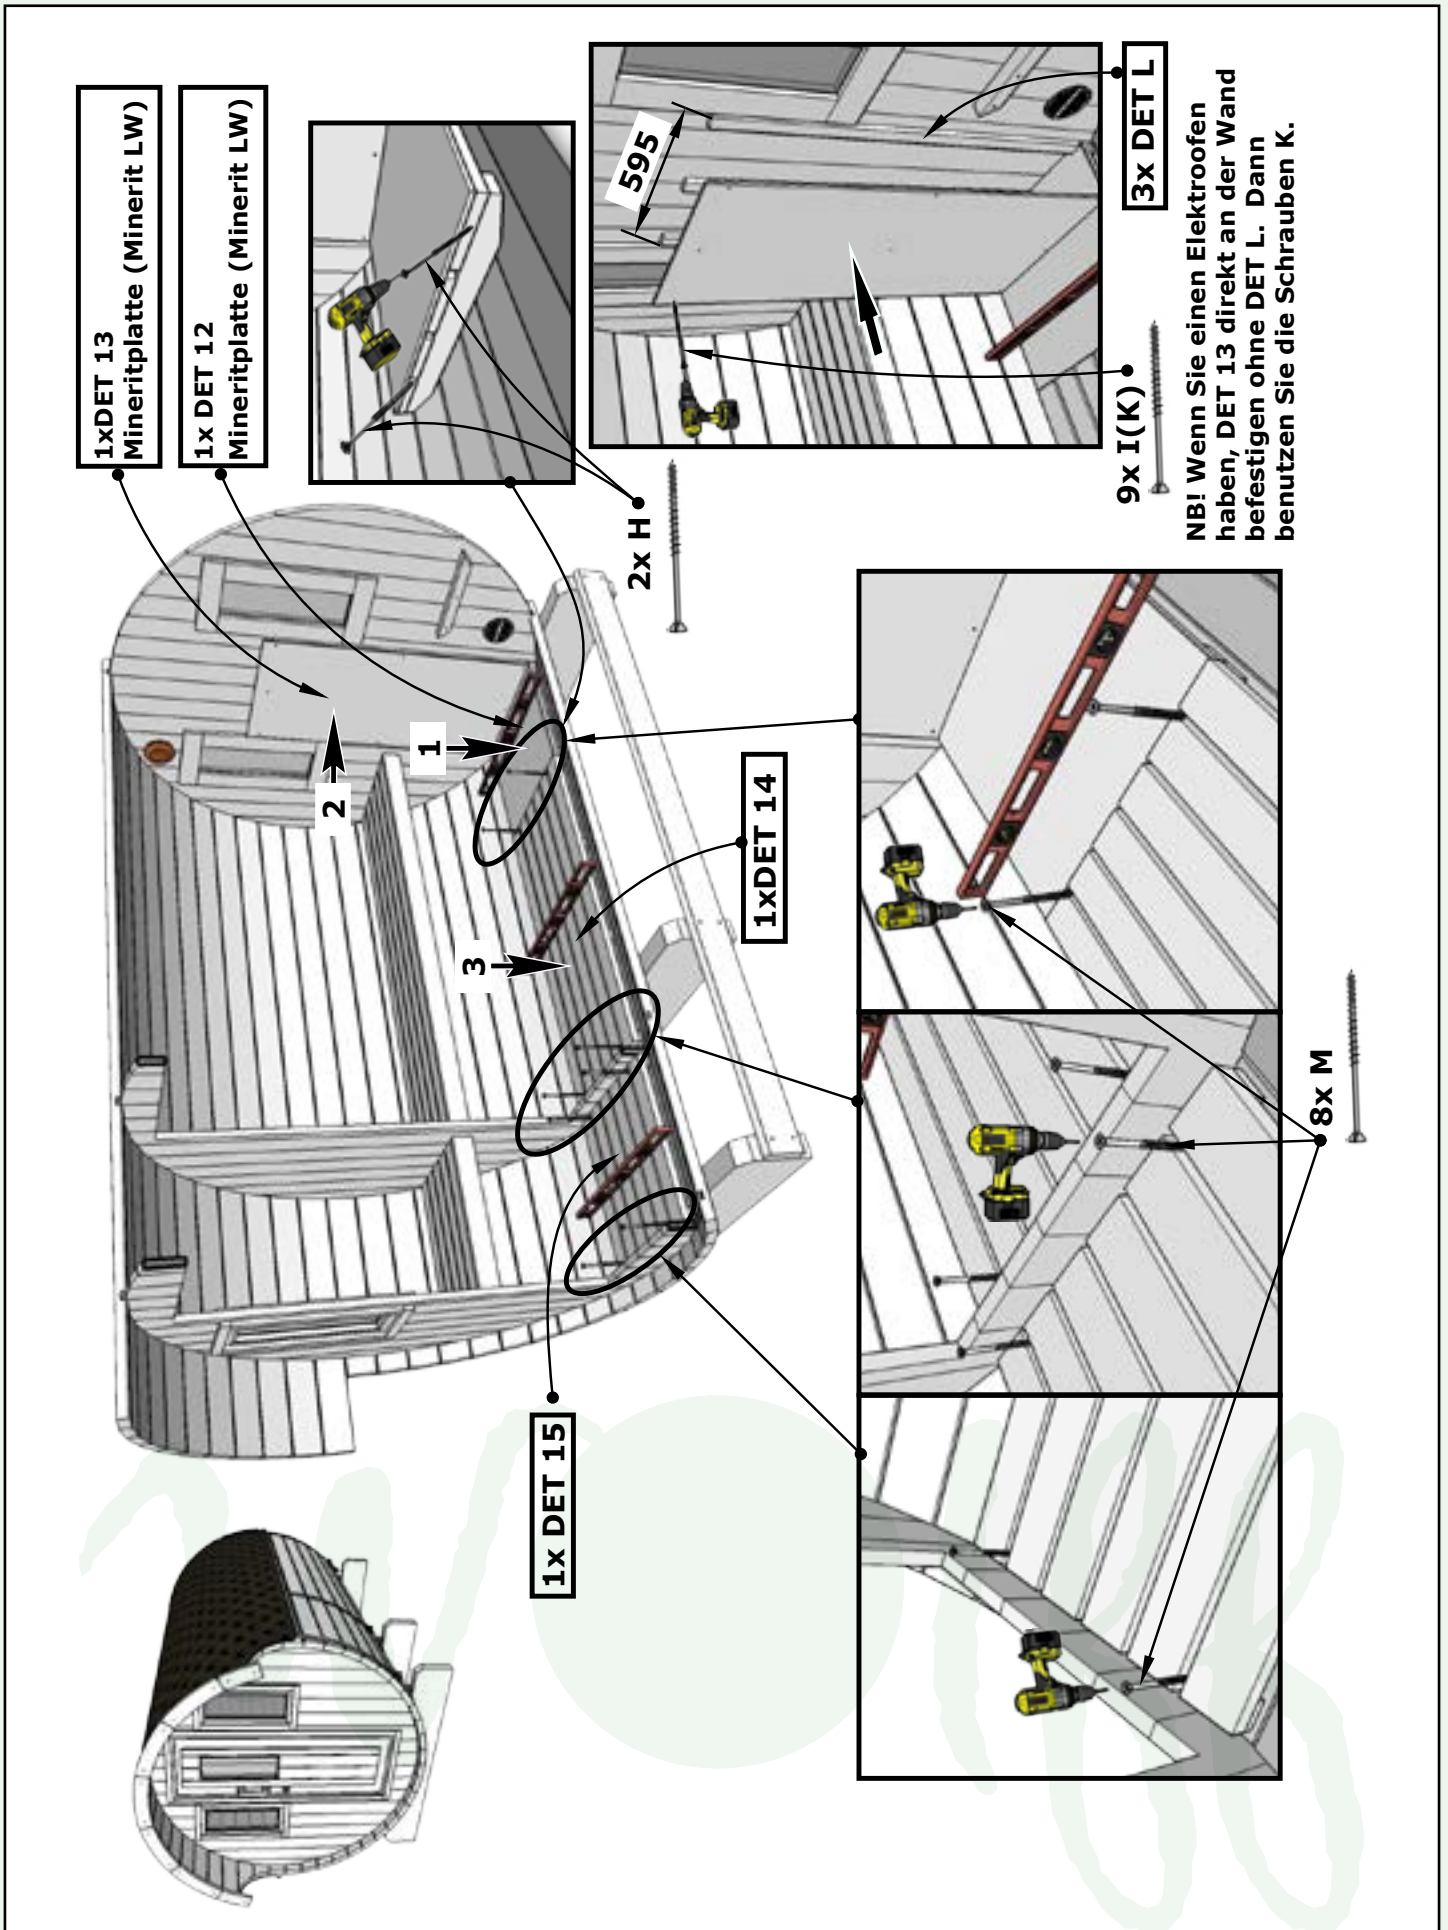 1xDET 13
Mineritplatte (Minerit LW)
1x DET 12
Mineritplatte (Minerit LW)
2
1
3
2x H
595
3x DET L
9x I(K)
NB! Wenn Sie einen Elektroofen
haben, DET 13 direkt an der Wand
befestigen ohne DET L. Dann
benutzen Sie die Schrauben K.
1xDET 14
1x DET 15
8x M